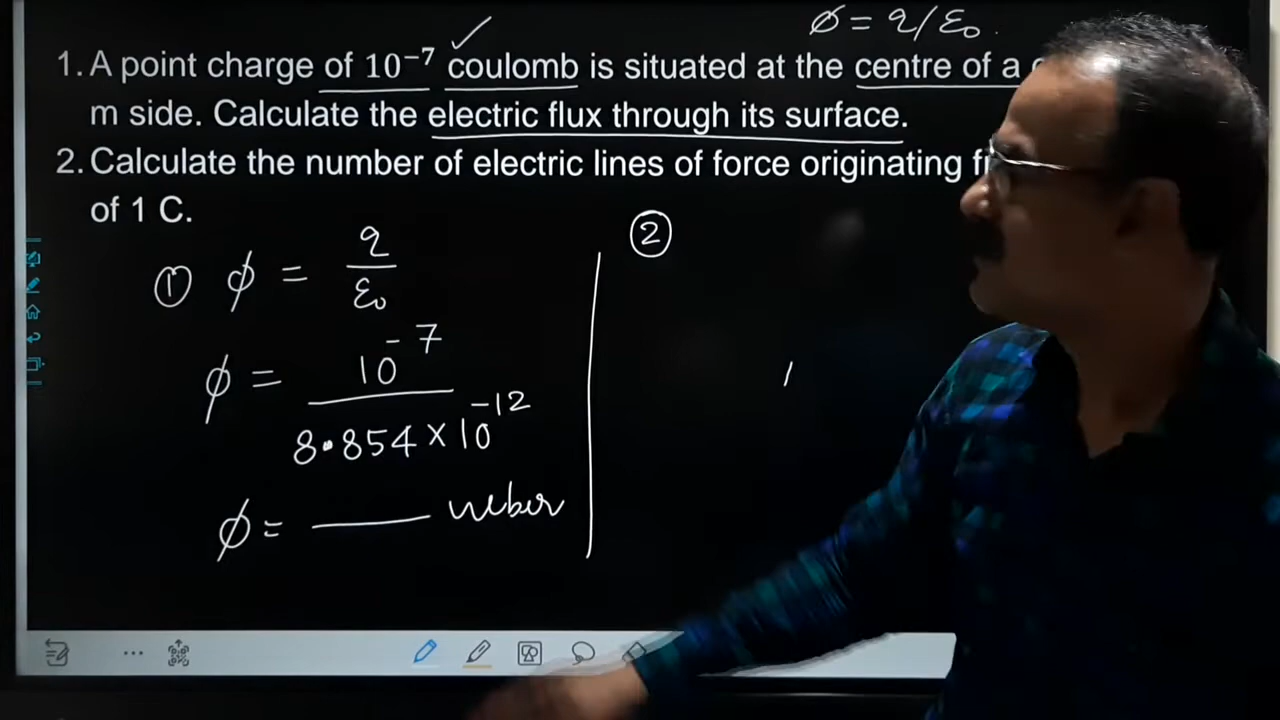 φ = q/ε₀.
1. A point charge of 10⁻⁷ coulomb is situated at the centre of a
m side. Calculate the electric flux through its surface.
2. Calculate the number of electric lines of force originating
of 1 C.
① φ = q/ε₀
φ = 10⁻⁷/8.854 × 10⁻¹²
φ = ——— weber
②